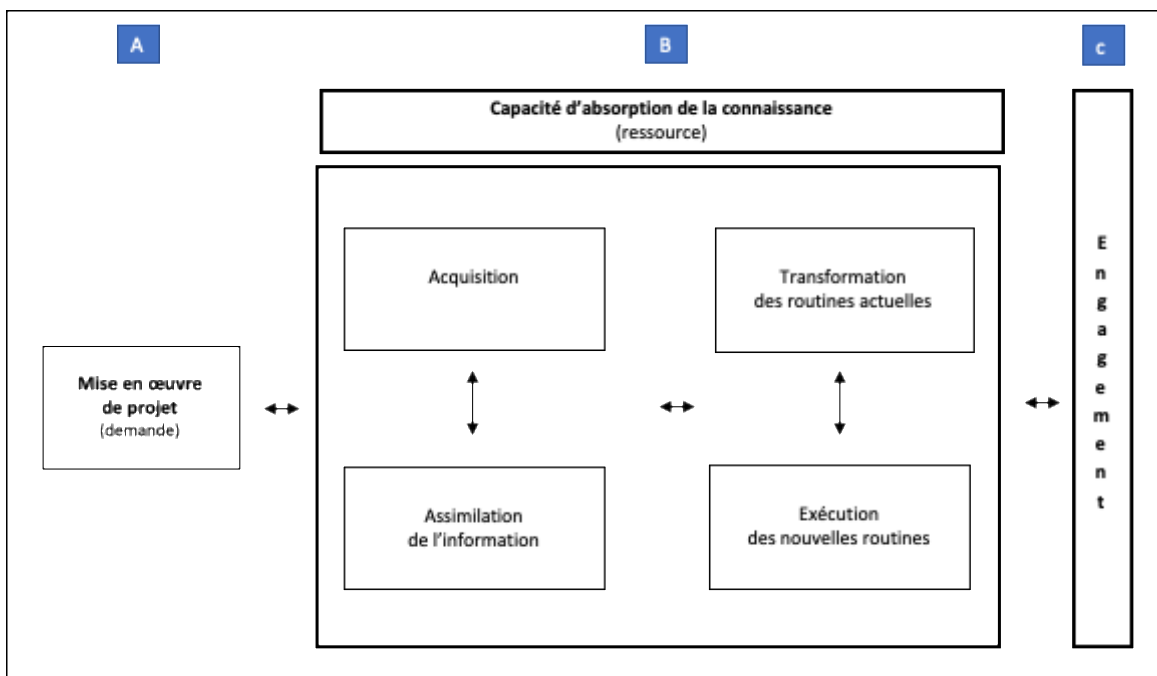 A
B
c
Capacité d’absorption de la connaissance
(ressource)
Acquisition
Transformation
des routines actuelles
Mise en œuvre
de projet
(demande)
Assimilation
de l’information
Exécution
des nouvelles routines
E
n
g
a
g
e
m
e
n
t